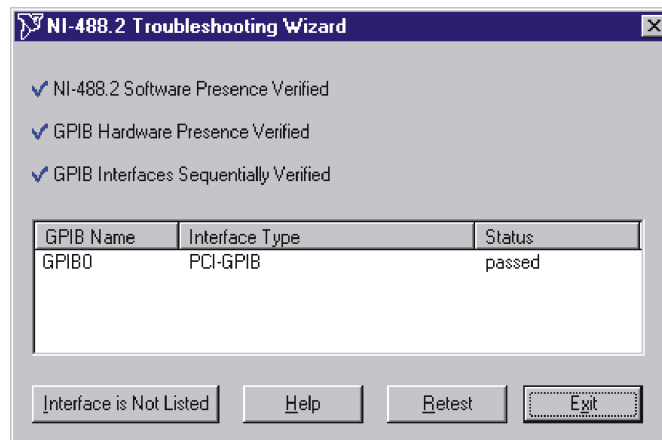 NI-488.2 Troubleshooting Wizard
NI-488.2 Software Presence Verified
GPIB Hardware Presence Verified
GPIB Interfaces Sequentially Verified
GPIB Name Interface Type Status
GPIB0 PCI-GPIB passed
Interface is Not Listed Help Retest Exit